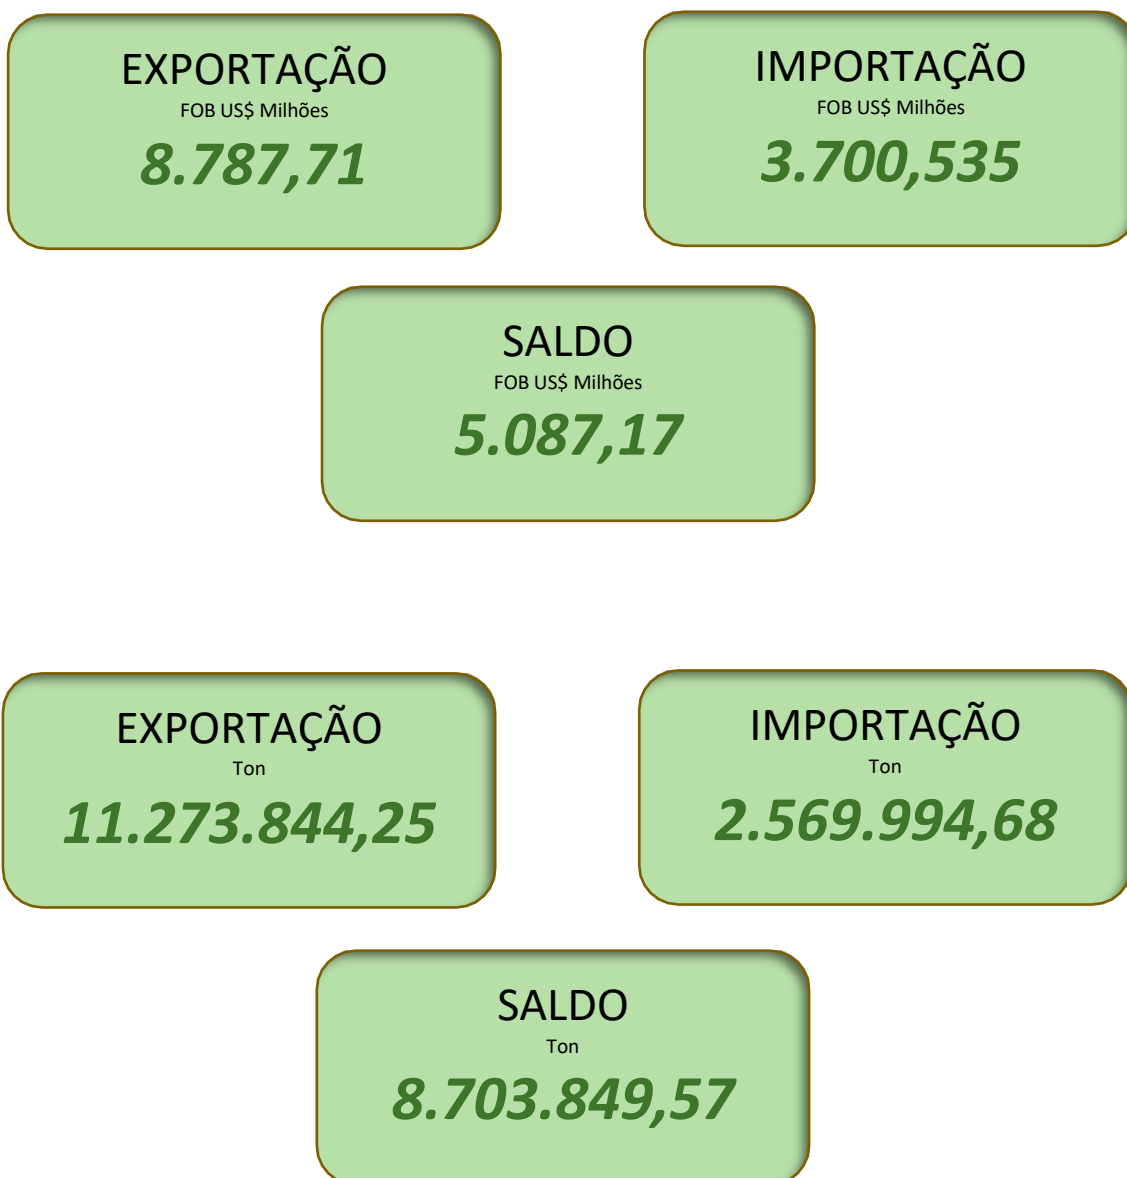 EXPORTAÇÃO
FOB US$ Milhões
8.787,71
IMPORTAÇÃO
FOB US$ Milhões
3.700,535
SALDO
FOB US$ Milhões
5.087,17
EXPORTAÇÃO
Ton
11.273.844,25
IMPORTAÇÃO
Ton
2.569.994,68
SALDO
Ton
8.703.849,57